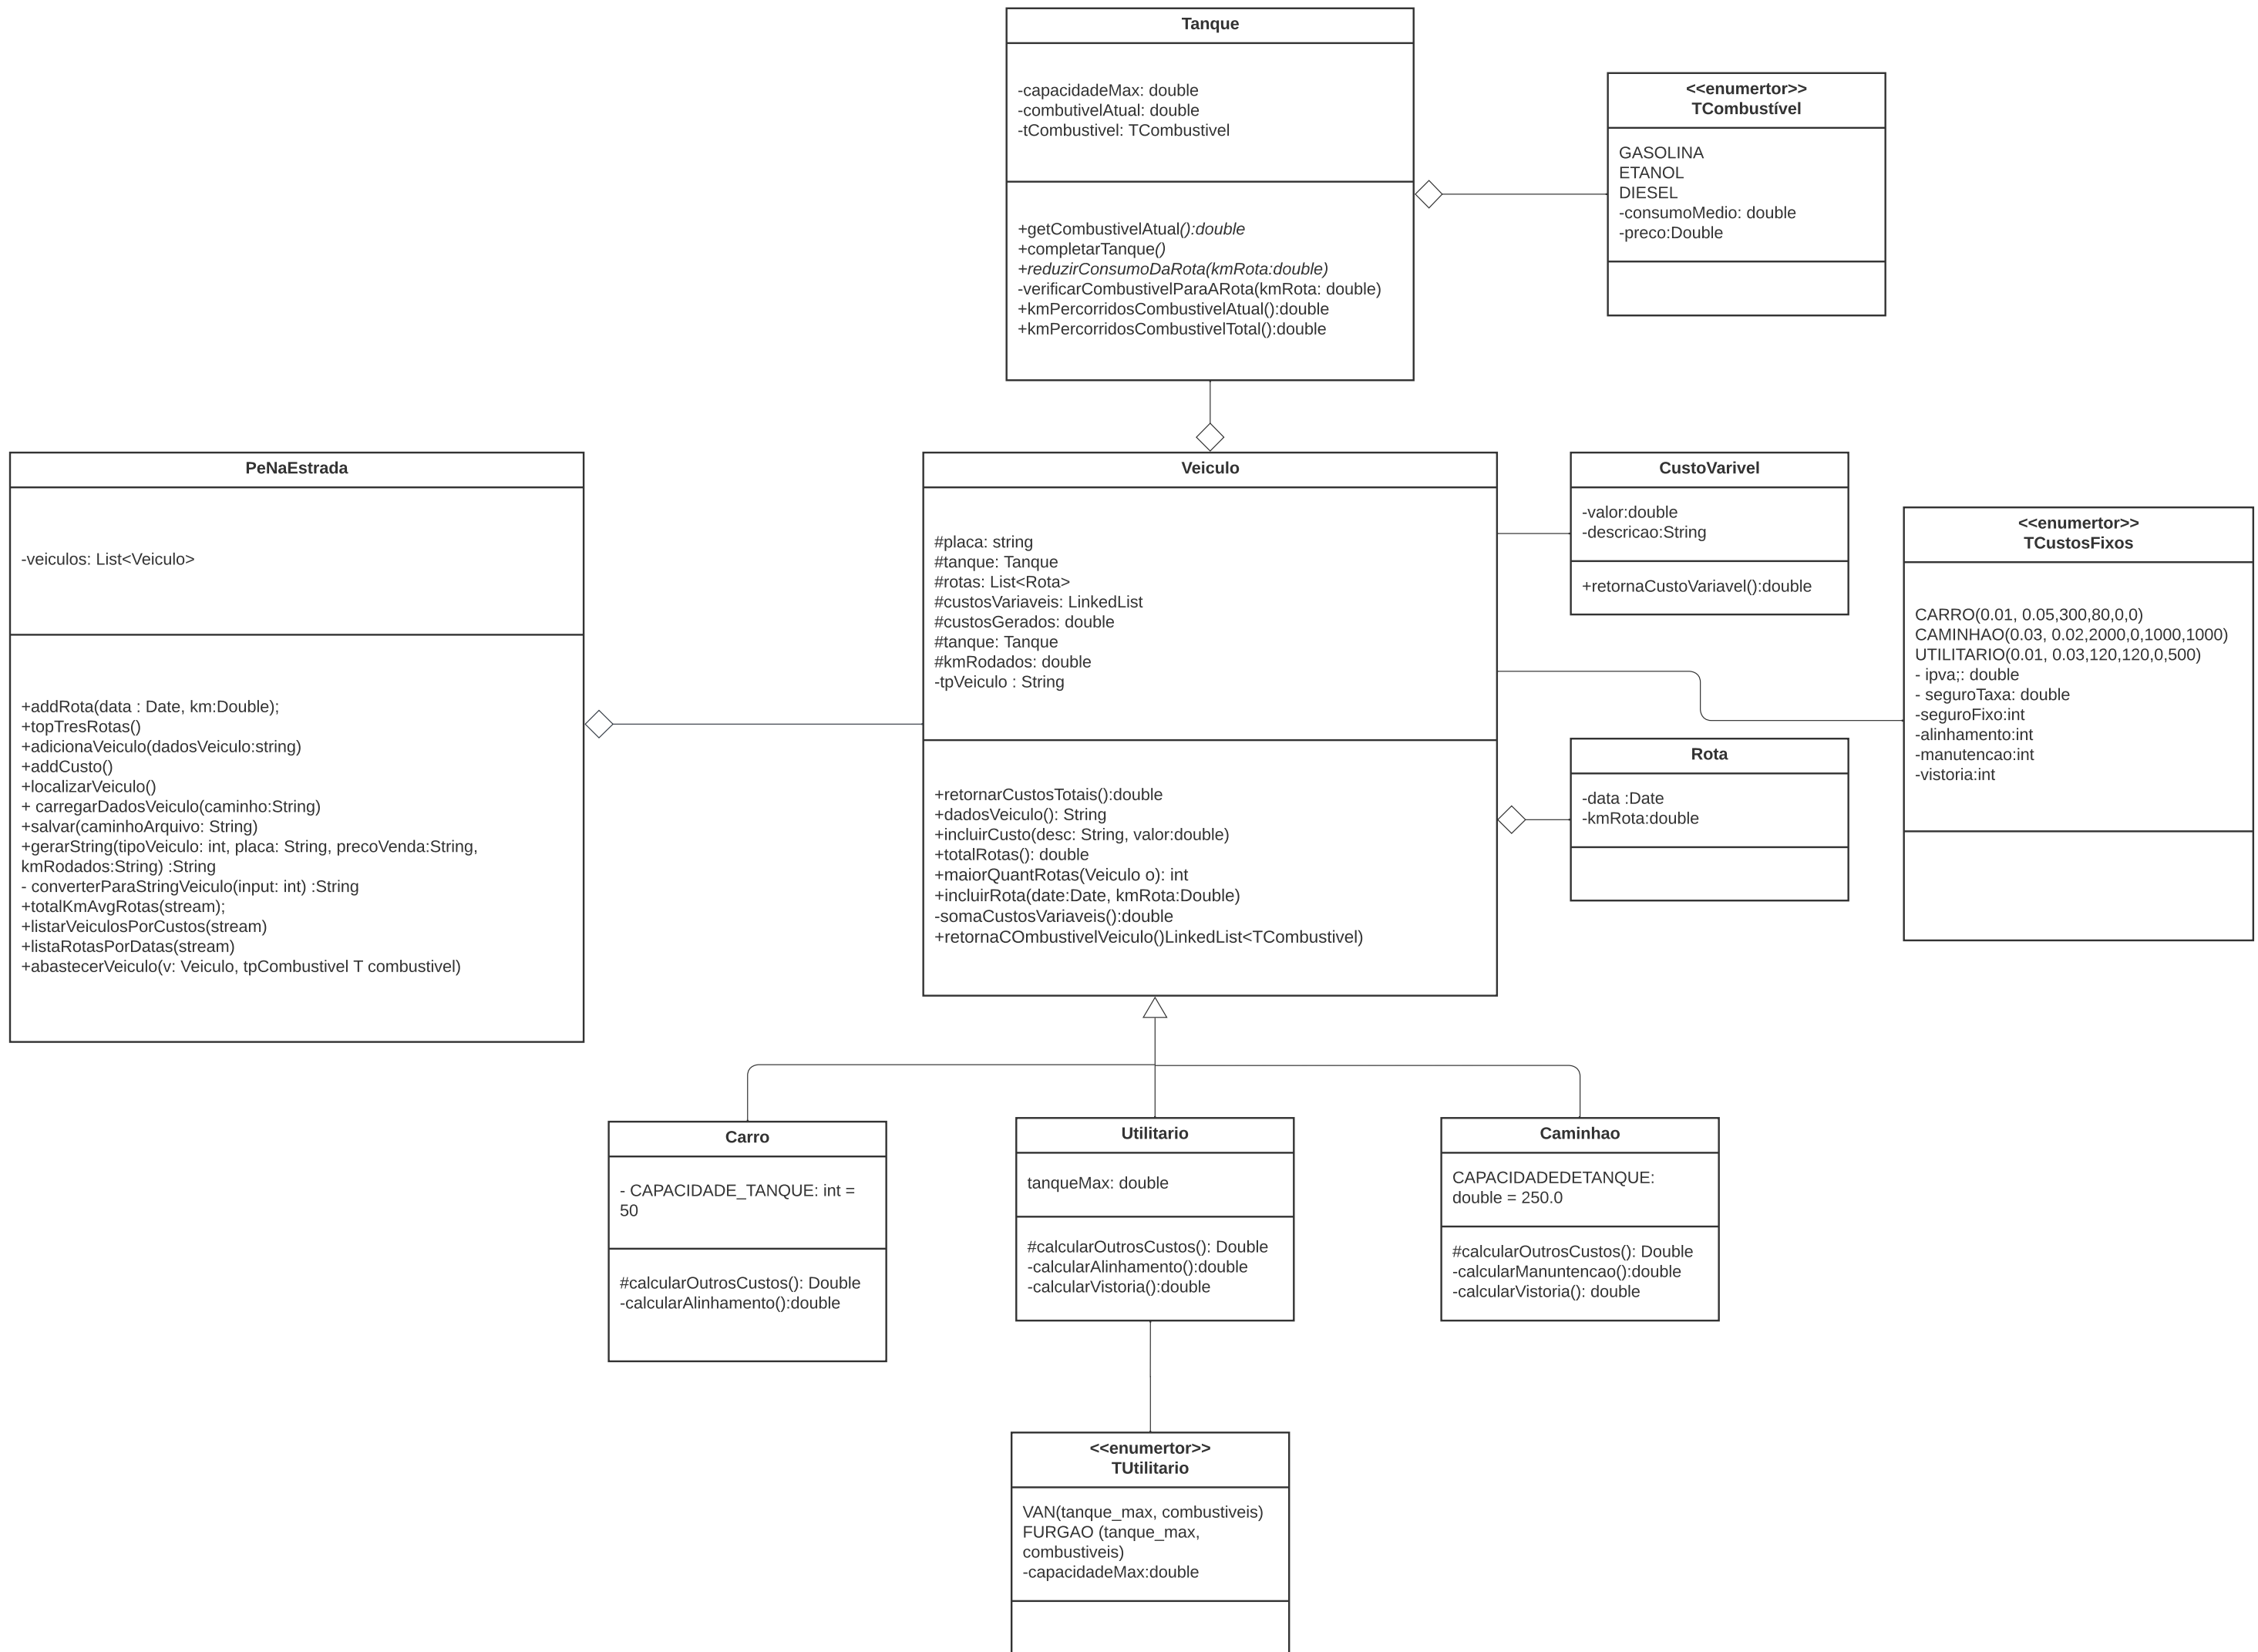 Tanque
-capacidadeMax: double
-combutivelAtual: double
-tCombustivel: TCombustivel
+getCombustivelAtual():double
+completarTanque()
+reduzirConsumoDaRota(kmRota:double)
-verificarCombustivelParaARota(kmRota: double)
+kmPercorridosCombustivelAtual():double
+kmPercorridosCombustivelTotal():double
<<enumertor>>
TCombustível
GASOLINA
ETANOL
DIESEL
-consumoMedio: double
-preco:Double
PeNaEstrada
-veiculos: List<Veiculo>
+addRota(data : Date, km:Double);
+topTresRotas()
+adicionaVeiculo(dadosVeiculo:string)
+addCusto()
+localizarVeiculo()
+ carregarDadosVeiculo(caminho:String)
+salvar(caminhoArquivo: String)
+gerarString(tipoVeiculo: int, placa: String, precoVenda:String,
kmRodados:String) :String
- converterParaStringVeiculo(input: int) :String
+totalKmAvgRotas(stream);
+listarVeiculosPorCustos(stream)
+listaRotasPorDatas(stream)
+abastecerVeiculo(v: Veiculo, tpCombustivel T combustivel)
Veiculo
#placa: string
#tanque: Tanque
#rotas: List<Rota>
#custosVariaveis: LinkedList
#custosGerados: double
#tanque: Tanque
#kmRodados: double
-tpVeiculo : String
+retornarCustosTotais():double
+dadosVeiculo(): String
+incluirCusto(desc: String, valor:double)
+totalRotas(): double
+maiorQuantRotas(Veiculo o): int
+incluirRota(date:Date, kmRota:Double)
-somaCustosVariaveis():double
+retornaCOmbustivelVeiculo()LinkedList<TCombustivel)
CustoVarivel
-valor:double
-descricao:String
+retornaCustoVariavel():double
<<enumertor>>
TCustosFixos
CARRO(0.01, 0.05,300,80,0,0)
CAMINHAO(0.03, 0.02,2000,0,1000,1000)
UTILITARIO(0.01, 0.03,120,120,0,500)
- ipva;: double
- seguroTaxa: double
-seguroFixo:int
-alinhamento:int
-manutencao:int
-vistoria:int
Rota
-data :Date
-kmRota:double
Carro
- CAPACIDADE_TANQUE: int =
50
#calcularOutrosCustos(): Double
-calcularAlinhamento():double
Utilitario
tanqueMax: double
#calcularOutrosCustos(): Double
-calcularAlinhamento():double
-calcularVistoria():double
Caminhao
CAPACIDADEDETANQUE:
double = 250.0
#calcularOutrosCustos(): Double
-calcularManuntencao():double
-calcularVistoria(): double
<<enumertor>>
TUtilitario
VAN(tanque_max, combustiveis)
FURGAO (tanque_max,
combustiveis)
-capacidadeMax:double